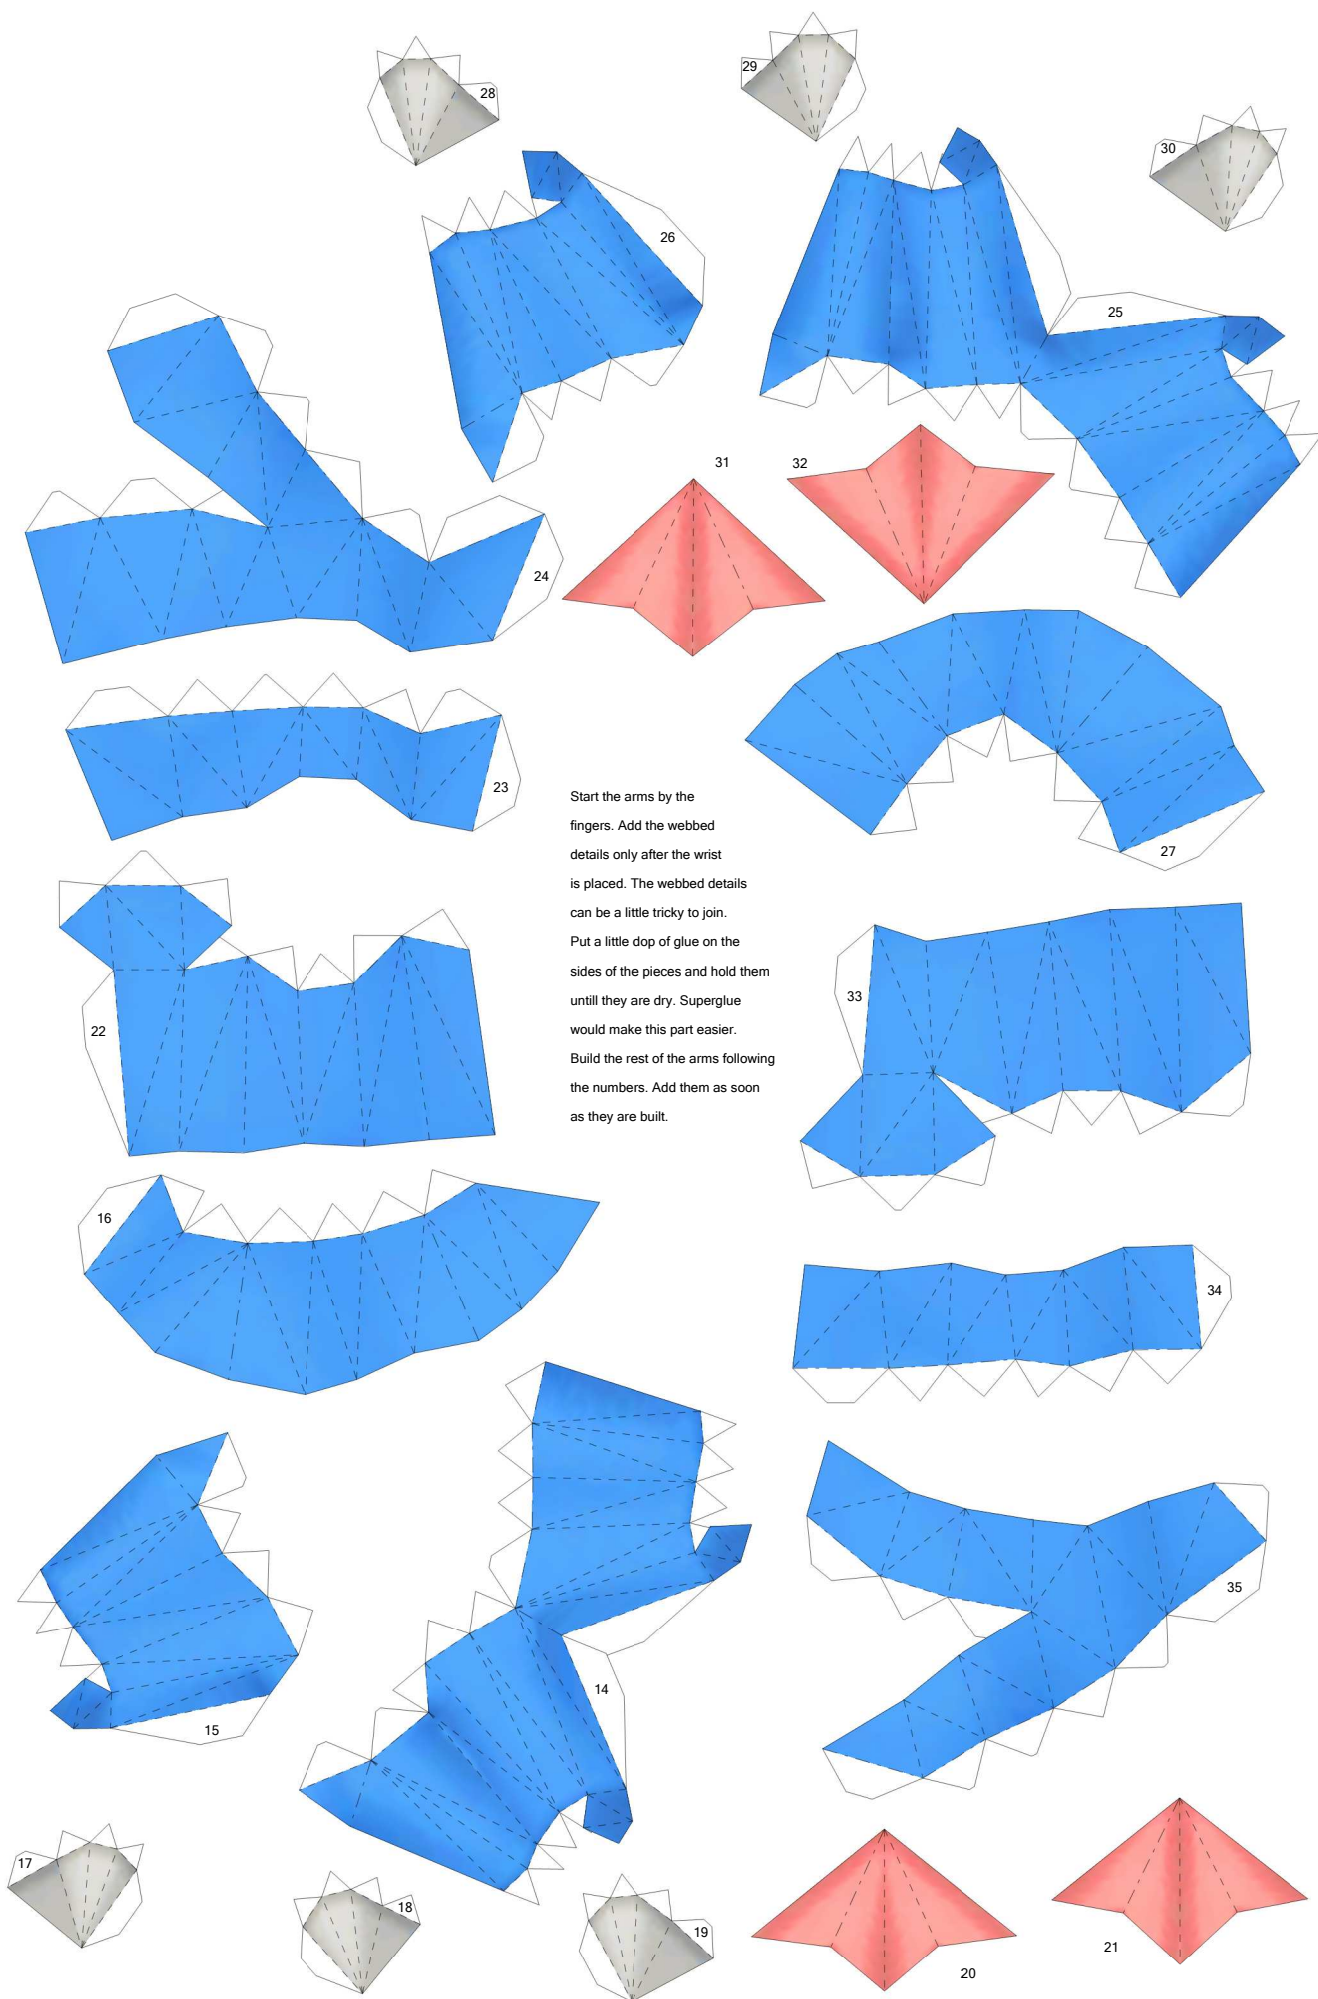 28
29
30
26
25
31
32
24
23
27
Start the arms by the
fingers. Add the webbed
details only after the wrist
is placed. The webbed details
can be a little tricky to join.
Put a little dop of glue on the
sides of the pieces and hold them
untill they are dry. Superglue
would make this part easier.
Build the rest of the arms following
the numbers. Add them as soon
as they are built.
22
33
16
34
35
14
15
17
18
19
20
21